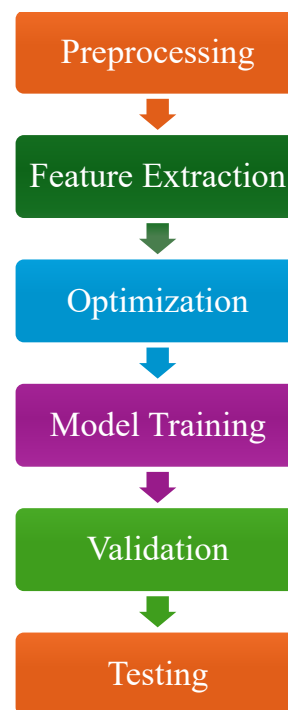 Preprocessing
Feature Extraction
Optimization
Model Training
Validation
Testing